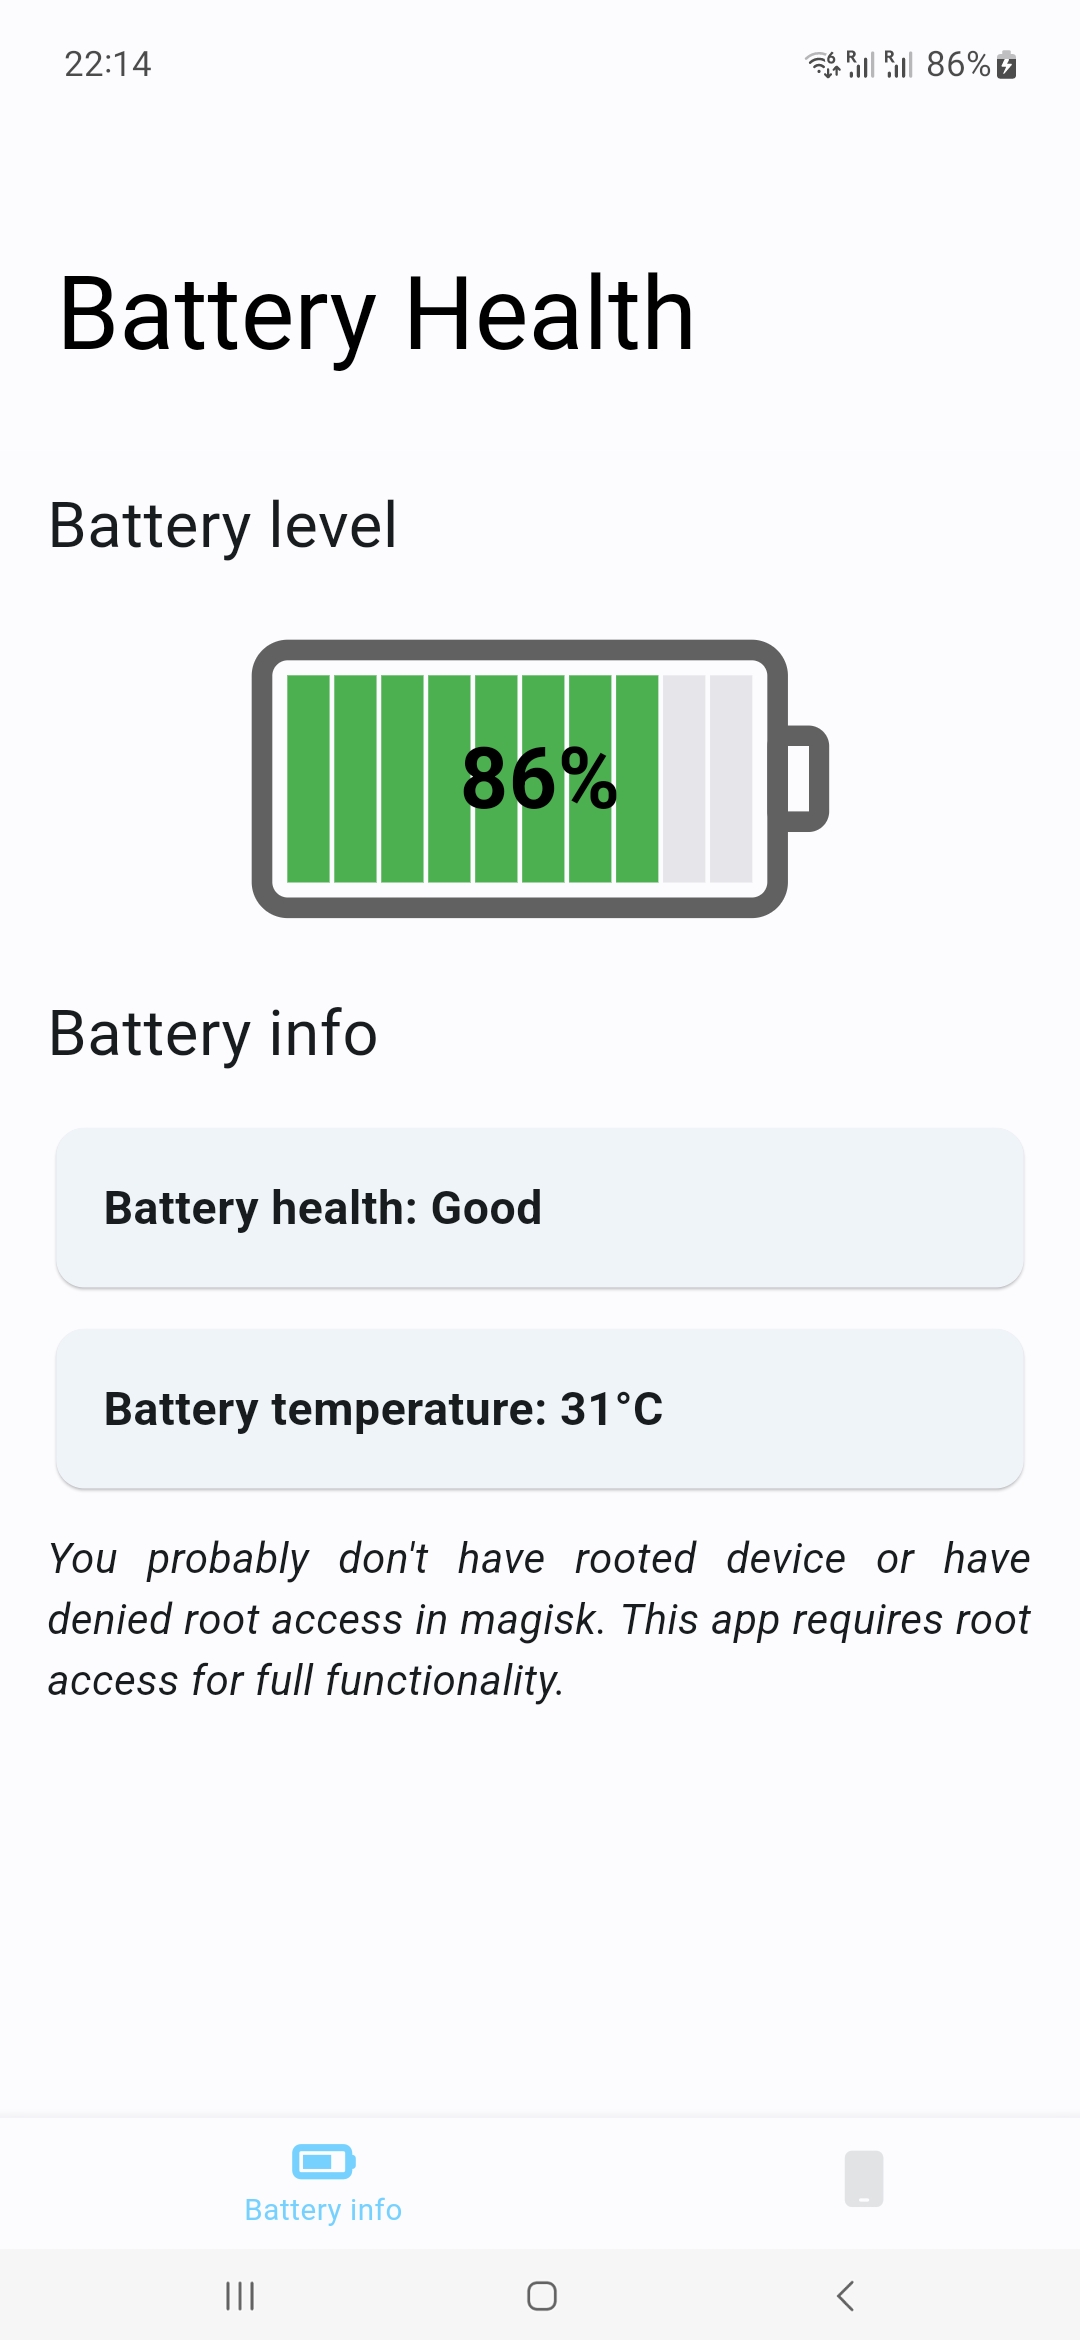 22:14
6 R R 86%
Battery Health
Battery level
86%
Battery info
Battery health: Good
Battery temperature: 31°C
You probably don't have rooted device or have
denied root access in magisk. This app requires root
access for full functionality.
Battery info